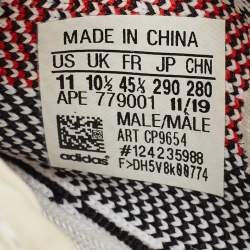 MADE IN CHINA
US UK FR JP CHN
11 10½ 45⅓ 290 280
APE 779001 11/19
MALE/MÂLE
ART CP9654
#124235988
adidas F>DH5V8k00774